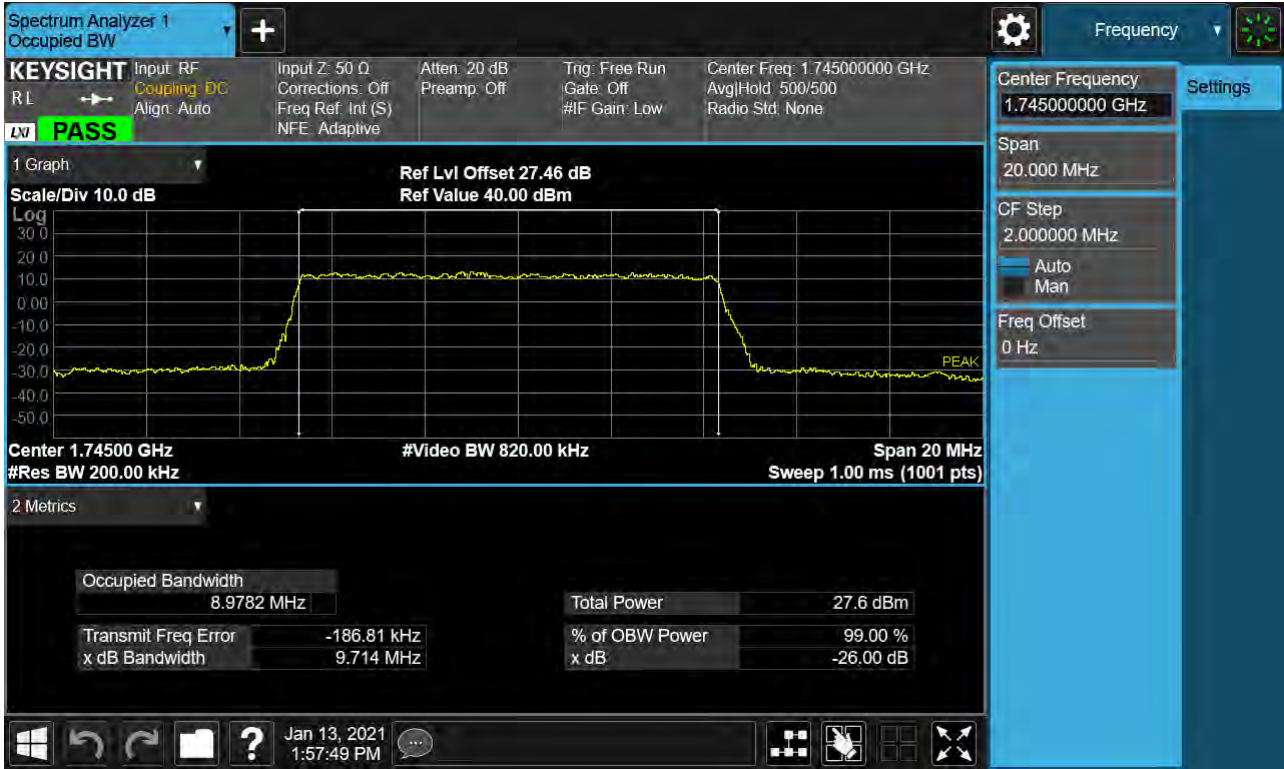 Spectrum Analyzer 1
Occupied BW
+
Frequency
KEYSIGHT
R L
LXI
PASS
Input: RF
Coupling: DC
Align: Auto
Input Z: 50 Ω
Corrections: Off
Freq Ref: Int (S)
NFE: Adaptive
Atten: 20 dB
Preamp: Off
Trig: Free Run
Gate: Off
#IF Gain: Low
Center Freq: 1.745000000 GHz
Avg|Hold: 500/500
Radio Std: None
Center Frequency
1.745000000 GHz
Settings
Span
20.000 MHz
CF Step
2.000000 MHz
Auto
Man
Freq Offset
0 Hz
1 Graph
Scale/Div 10.0 dB
Ref Lvl Offset 27.46 dB
Ref Value 40.00 dBm
Log
30.0
20.0
10.0
0.00
-10.0
-20.0
-30.0
-40.0
-50.0
PEAK
Center 1.74500 GHz
#Video BW 820.00 kHz
Span 20 MHz
#Res BW 200.00 kHz
Sweep 1.00 ms (1001 pts)
2 Metrics
Occupied Bandwidth
8.9782 MHz
Total Power 27.6 dBm
Transmit Freq Error -186.81 kHz
% of OBW Power 99.00 %
x dB Bandwidth 9.714 MHz
x dB -26.00 dB
?
Jan 13, 2021
1:57:49 PM